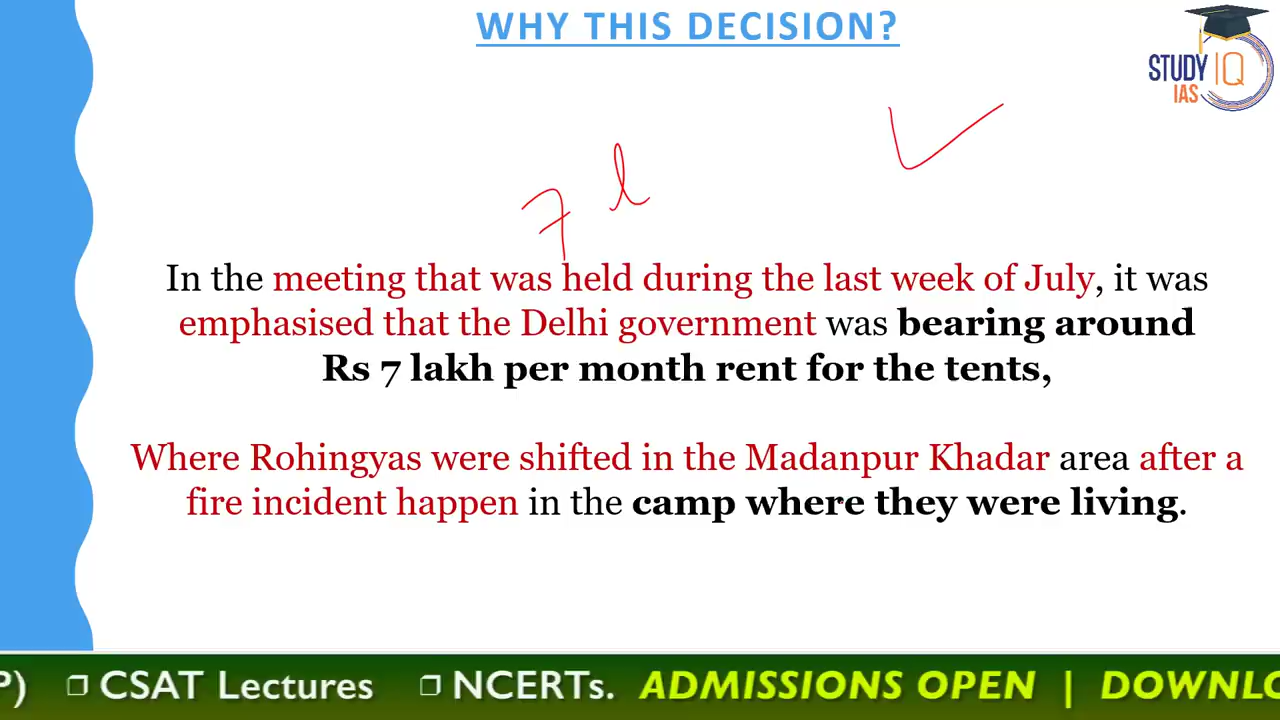 WHY THIS DECISION?
STUDY IQ
IAS
7 l
In the meeting that was held during the last week of July, it was
emphasised that the Delhi government was bearing around
Rs 7 lakh per month rent for the tents,
Where Rohingyas were shifted in the Madanpur Khadar area after a
fire incident happen in the camp where they were living.
P) ❐ CSAT Lectures ❐ NCERTs. ADMISSIONS OPEN | DOWNLO